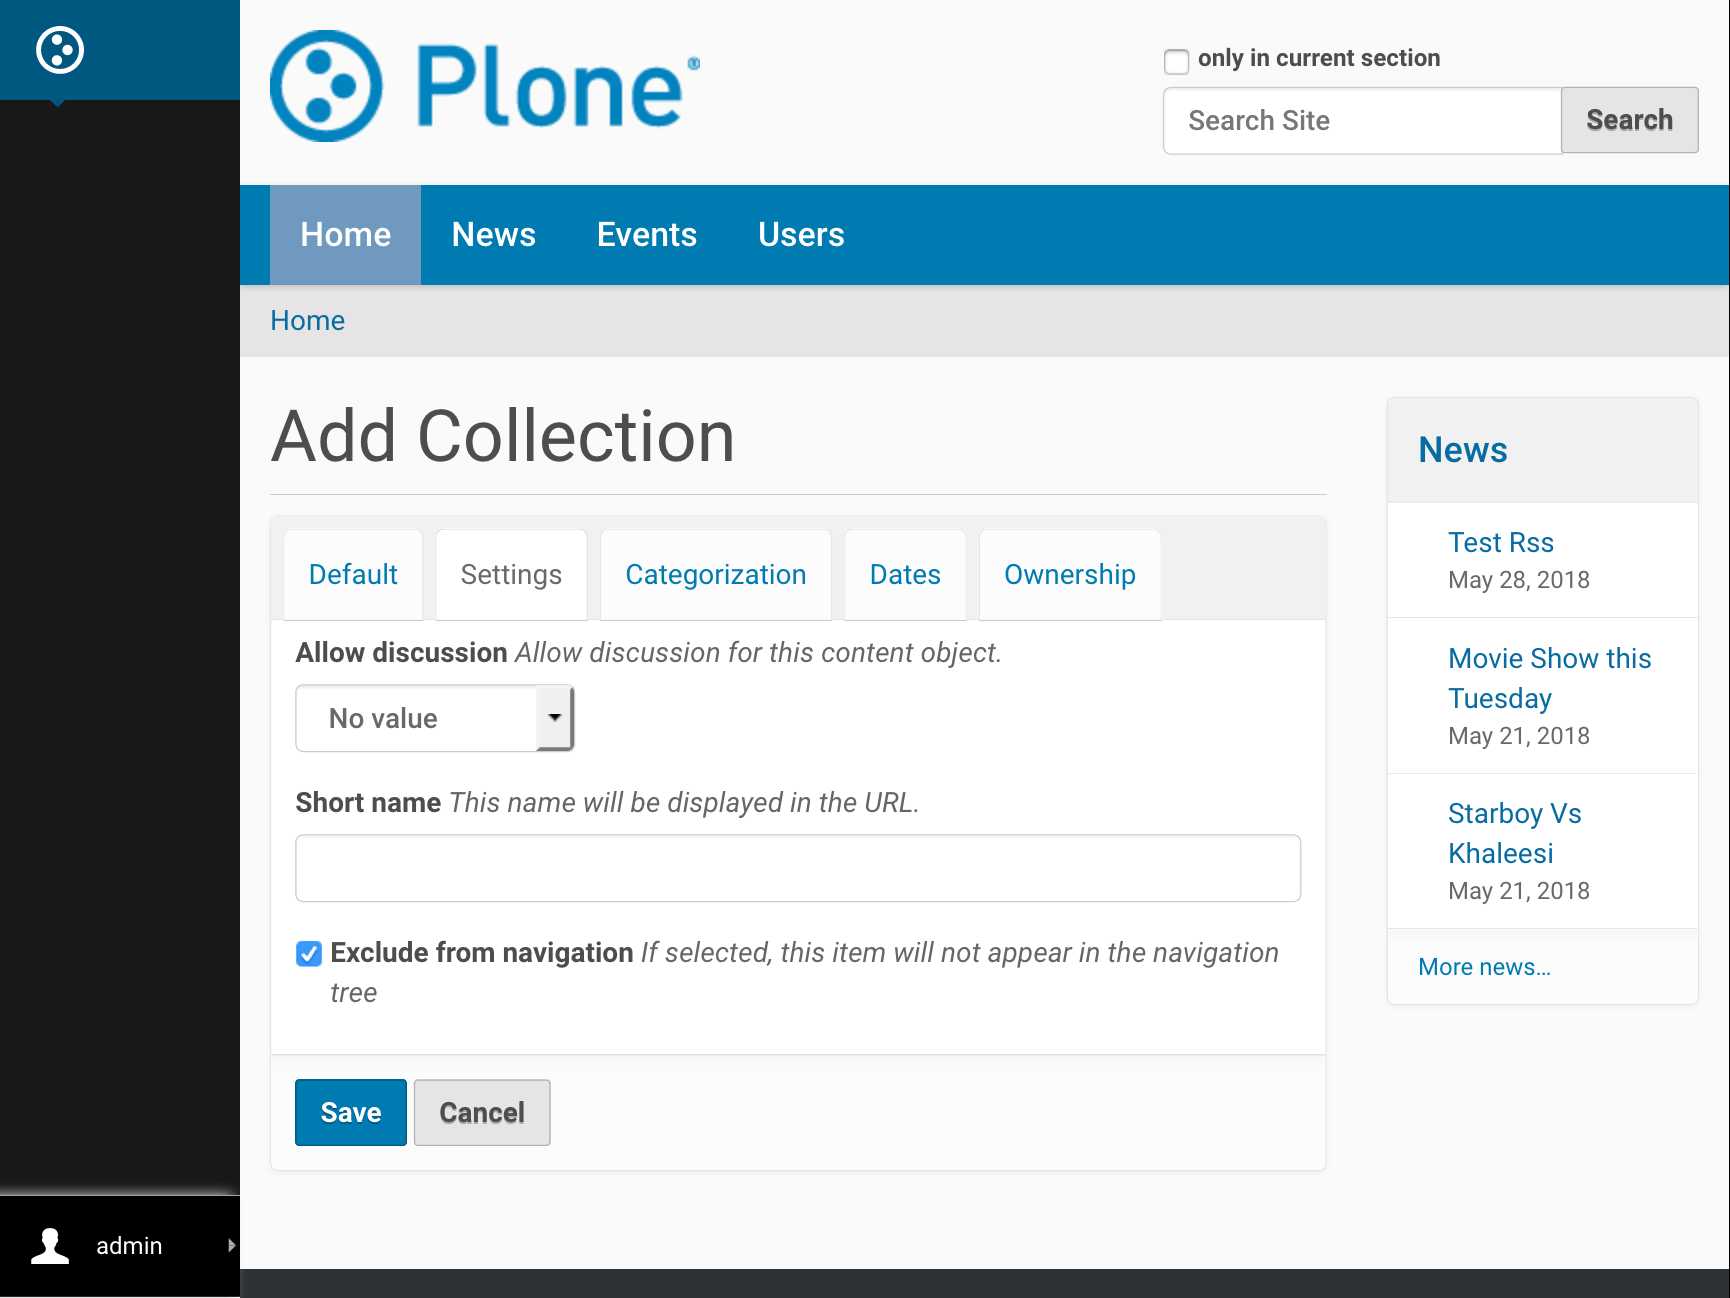 Plone®
only in current section
Search Site
Search
Home
News
Events
Users
Home
Add Collection
Default
Settings
Categorization
Dates
Ownership
Allow discussion Allow discussion for this content object.
No value
Short name This name will be displayed in the URL.
Exclude from navigation If selected, this item will not appear in the navigation
tree
Save
Cancel
News
Test Rss
May 28, 2018
Movie Show this
Tuesday
May 21, 2018
Starboy Vs
Khaleesi
May 21, 2018
More news…
admin